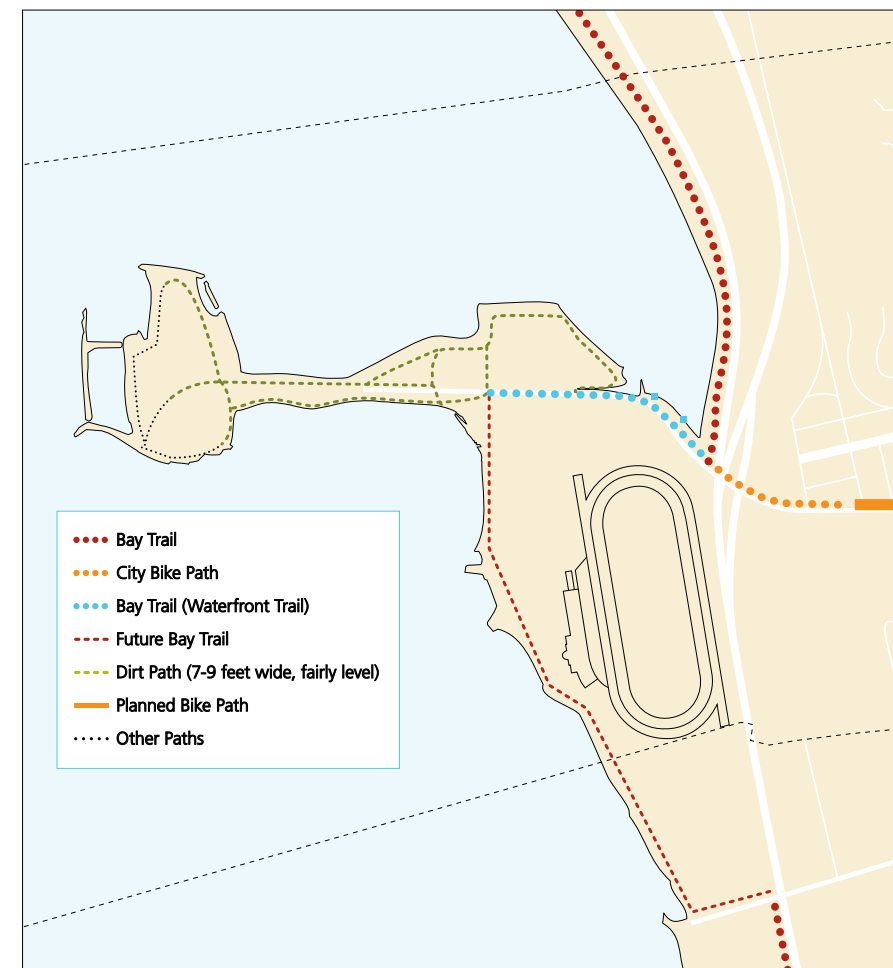 Bay Trail
City Bike Path
Bay Trail (Waterfront Trail)
Future Bay Trail
Dirt Path (7-9 feet wide, fairly level)
Planned Bike Path
Other Paths